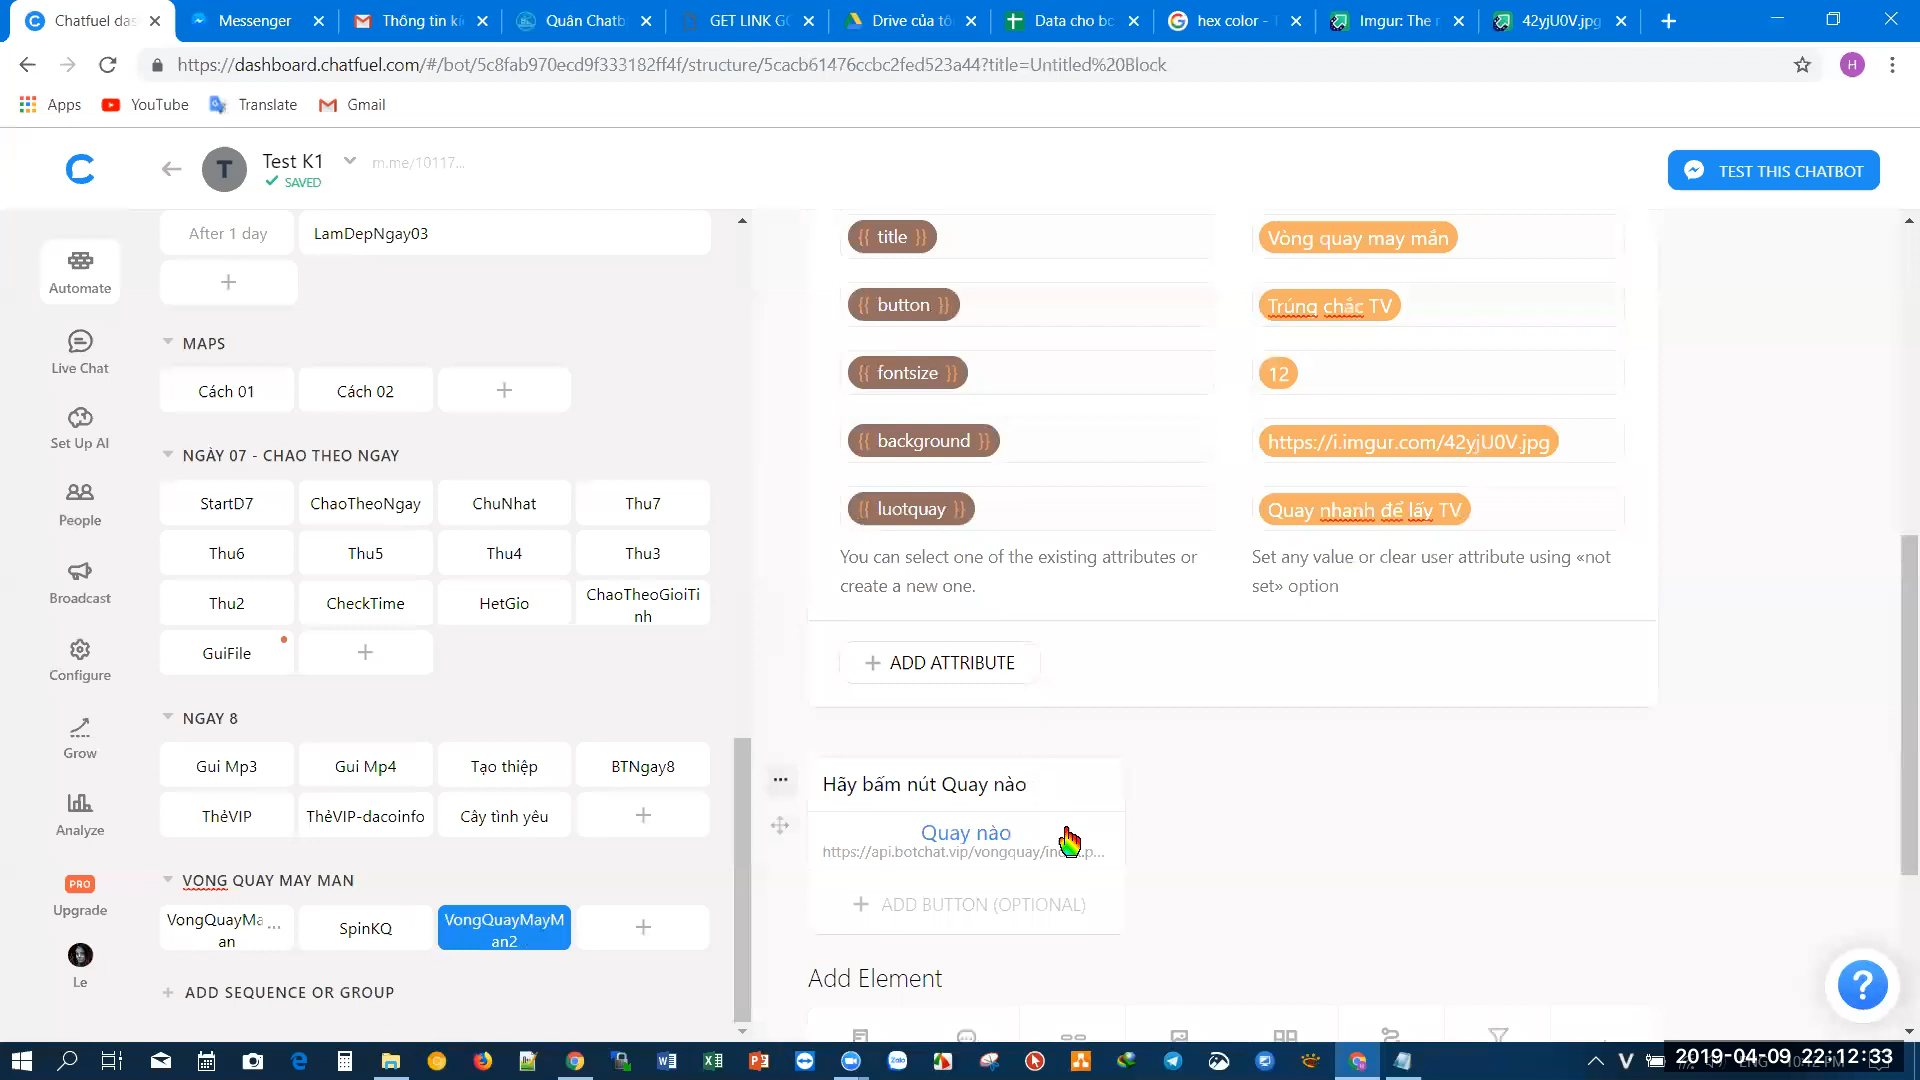 Chatfuel das
Messenger
Thông tin ki
Quân Chatb
GET LINK GO
Drive của tô
Data cho bo
hex color -
Imgur: The
42yjU0V.jpg
https://dashboard.chatfuel.com/#/bot/5c8fab970ecd9f333182ff4f/structure/5cacb61476ccbc2fed523a44?title=Untitled%20Block
H
Apps
YouTube
Translate
Gmail
T
Test K1
SAVED
m.me/10117...
TEST THIS CHATBOT
Automate
Live Chat
Set Up AI
People
Broadcast
Configure
Grow
Analyze
PRO
Upgrade
Le
After 1 day
LamDepNgay03
MAPS
Cách 01
Cách 02
NGÀY 07 - CHAO THEO NGAY
StartD7
ChaoTheoNgay
ChuNhat
Thu7
Thu6
Thu5
Thu4
Thu3
Thu2
CheckTime
HetGio
ChaoTheoGioiTi
nh
GuiFile
NGAY 8
Gui Mp3
Gui Mp4
Tạo thiệp
BTNgay8
ThẻVIP
ThẻVIP-dacoinfo
Cây tình yêu
VONG QUAY MAY MAN
VongQuayMa
an
...
SpinKQ
VongQuayMayM
an2
+ ADD SEQUENCE OR GROUP
{{ title }}
Vòng quay may mắn
{{ button }}
Trúng chắc TV
{{ fontsize }}
12
{{ background }}
https://i.imgur.com/42yjU0V.jpg
{{ luotquay }}
Quay nhanh để lấy TV
You can select one of the existing attributes or
create a new one.
Set any value or clear user attribute using «not
set» option
+ ADD ATTRIBUTE
Hãy bấm nút Quay nào
Quay nào
https://api.botchat.vip/vongquay/index.p...
+ ADD BUTTON (OPTIONAL)
Add Element
?
2019-04-09 22:12:33